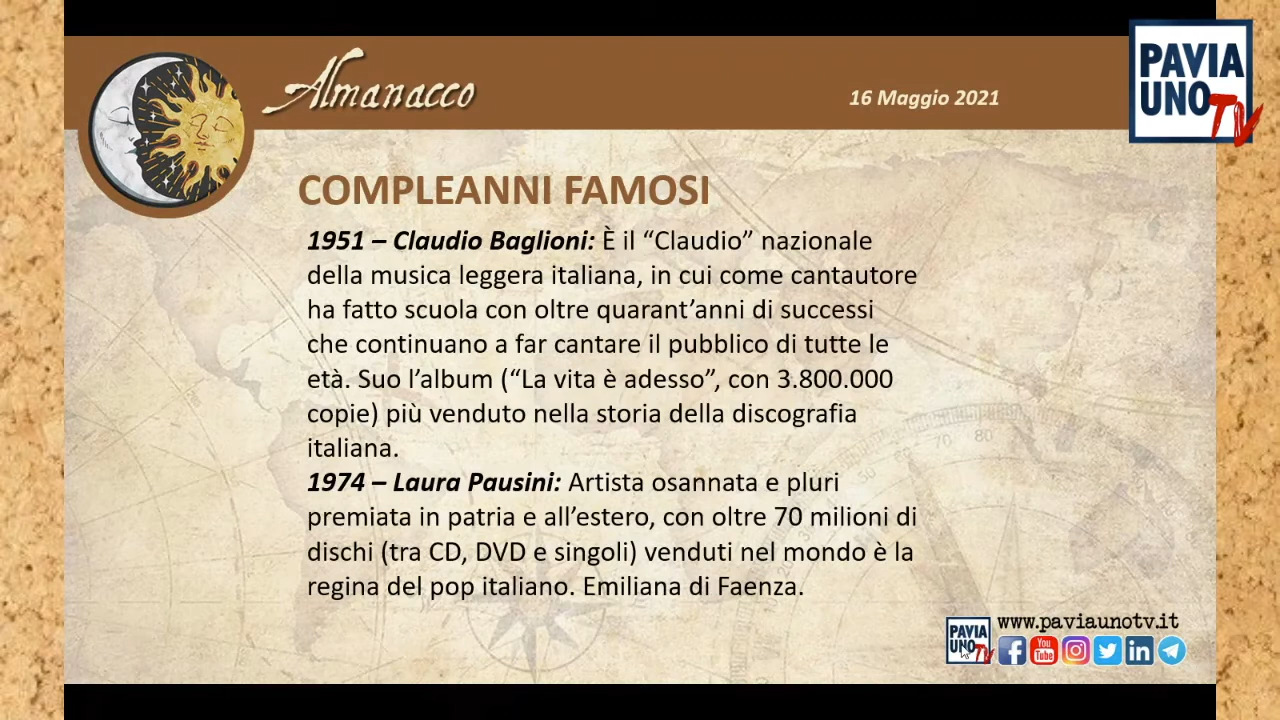 Almanacco
16 Maggio 2021
PAVIA
UNO TV
COMPLEANNI FAMOSI
1951 – Claudio Baglioni: È il “Claudio” nazionale
della musica leggera italiana, in cui come cantautore
ha fatto scuola con oltre quarant’anni di successi
che continuano a far cantare il pubblico di tutte le
età. Suo l’album (“La vita è adesso”, con 3.800.000
copie) più venduto nella storia della discografia
italiana.
1974 – Laura Pausini: Artista osannata e pluri
premiata in patria e all’estero, con oltre 70 milioni di
dischi (tra CD, DVD e singoli) venduti nel mondo è la
regina del pop italiano. Emiliana di Faenza.
70 80
www.paviaunotv.it
PAVIA
UNO TV
You
Tube